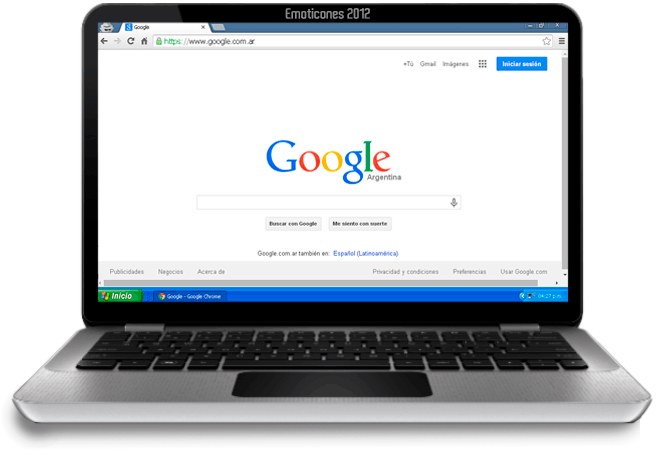 Emoticones 2012
Google
https://www.google.com.ar
+Tú Gmail Imágenes Iniciar sesión
Google
Argentina
Buscar con Google Me siento con suerte
Google.com.ar también en: Español (Latinoamérica)
Publicidades Negocios Acerca de Privacidad y condiciones Preferencias Usar Google.com
Inicio Google - Google Chrome 04:27 p.m.